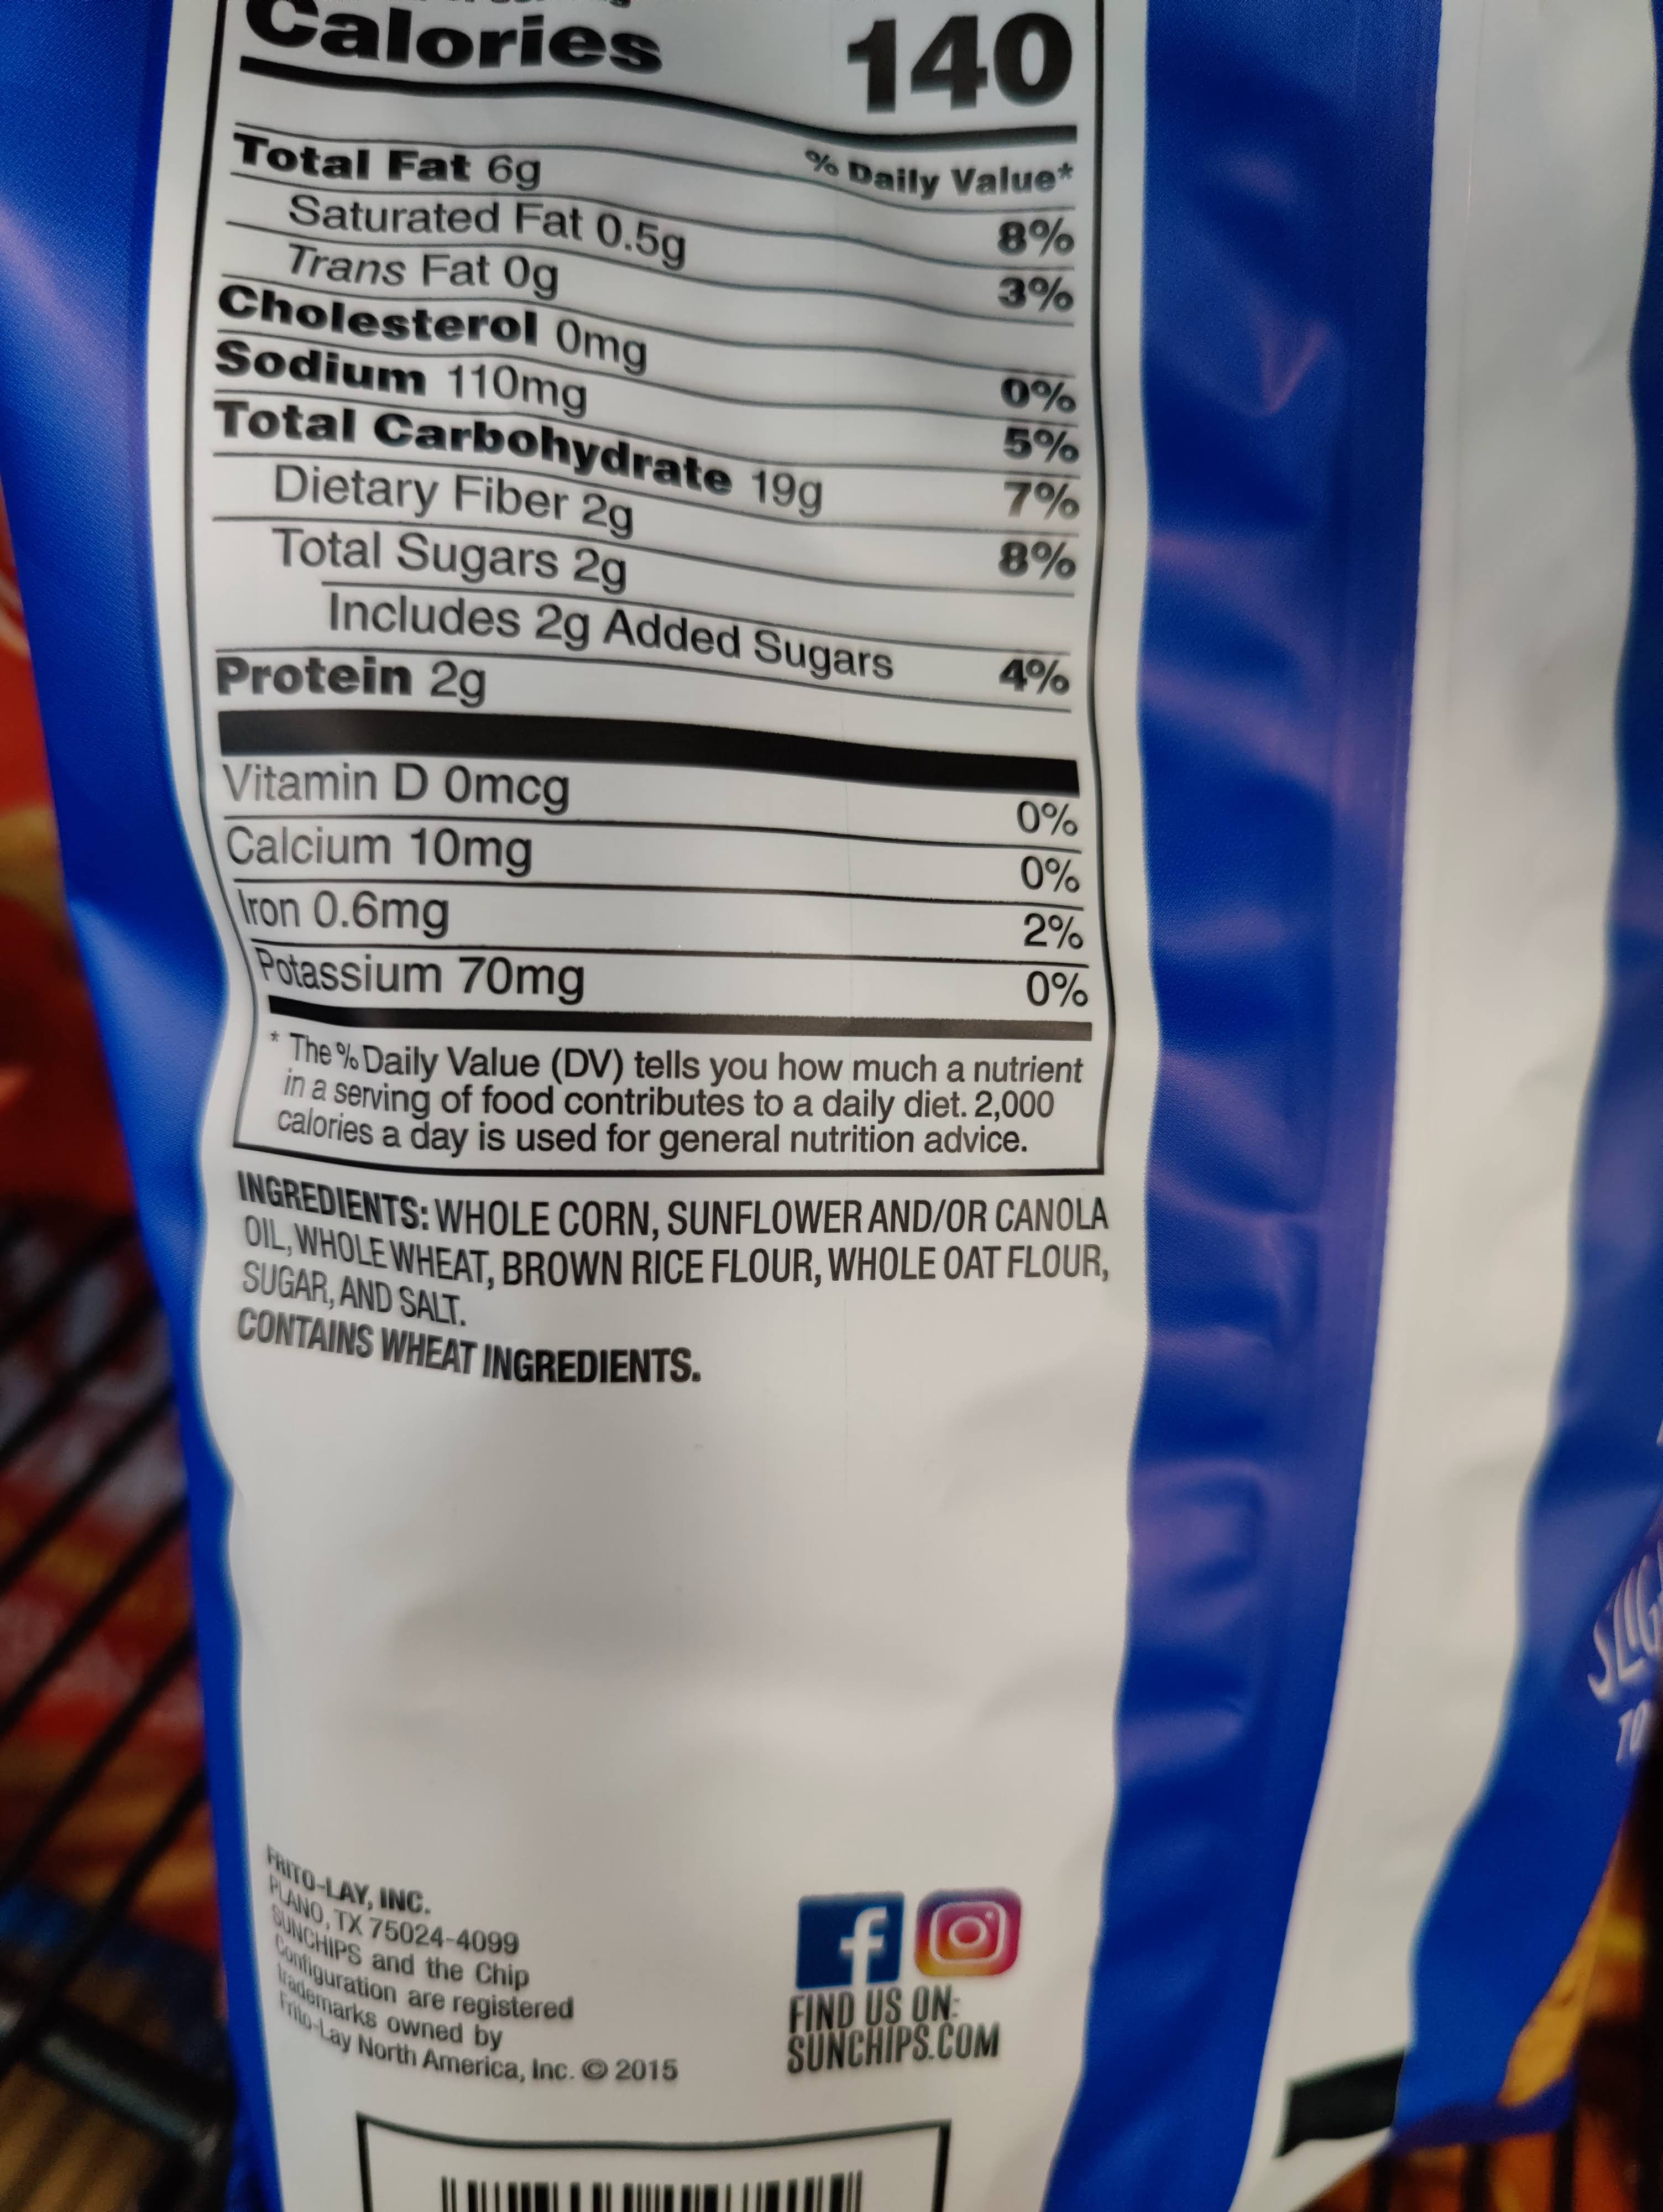 Calories 140
% Daily Value*
Total Fat 6g 8%
Saturated Fat 0.5g 3%
Trans Fat 0g
Cholesterol 0mg 0%
Sodium 110mg 5%
Total Carbohydrate 19g 7%
Dietary Fiber 2g 8%
Total Sugars 2g
Includes 2g Added Sugars 4%
Protein 2g
Vitamin D 0mcg 0%
Calcium 10mg 0%
Iron 0.6mg 2%
Potassium 70mg 0%
* The % Daily Value (DV) tells you how much a nutrient
in a serving of food contributes to a daily diet. 2,000
calories a day is used for general nutrition advice.
INGREDIENTS: WHOLE CORN, SUNFLOWER AND/OR CANOLA
OIL, WHOLE WHEAT, BROWN RICE FLOUR, WHOLE OAT FLOUR,
SUGAR, AND SALT.
CONTAINS WHEAT INGREDIENTS.
FRITO-LAY, INC.
PLANO, TX 75024-4099
SUNCHIPS and the Chip
Configuration are registered
trademarks owned by
Frito-Lay North America, Inc. © 2015
f
FIND US ON:
SUNCHIPS.COM